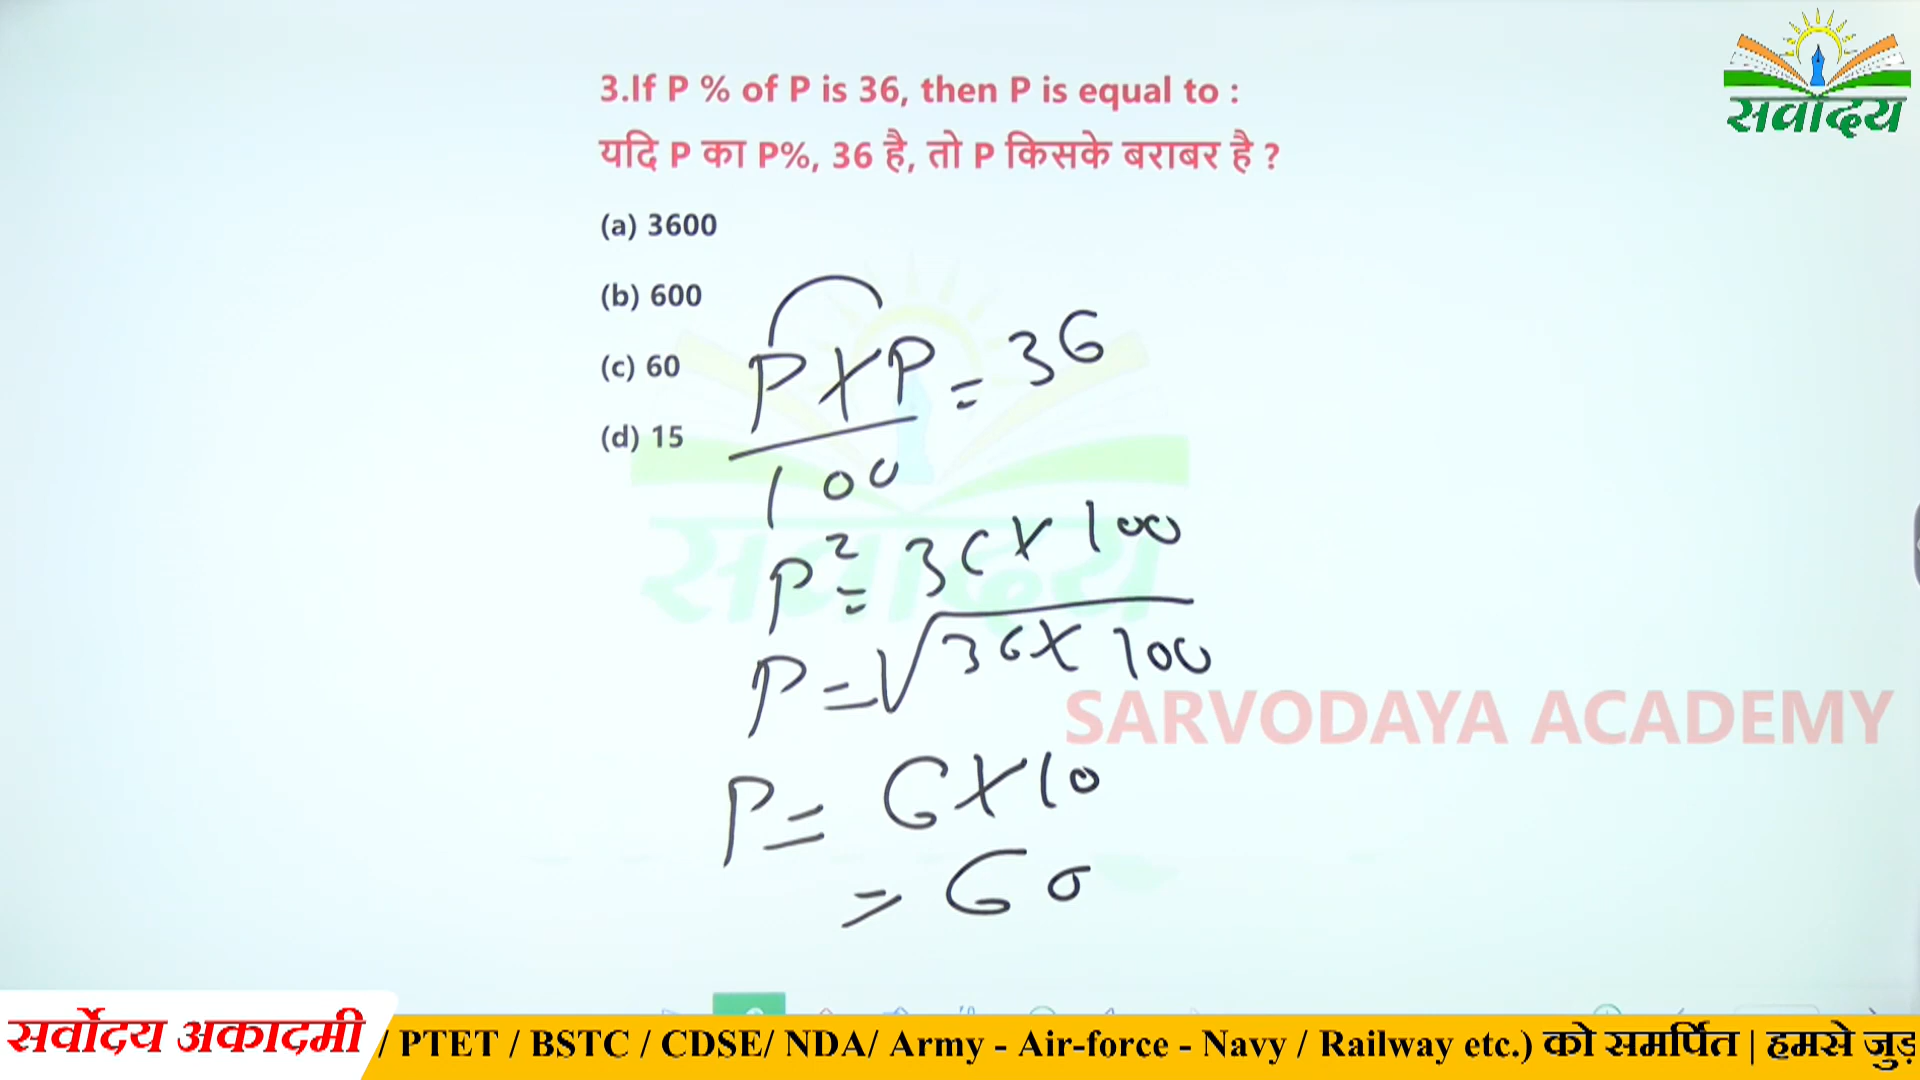 सर्वोदय
3.If P % of P is 36, then P is equal to :
यदि P का P%, 36 है, तो P किसके बराबर है ?
(a) 3600
(b) 600
(c) 60
(d) 15
P×P = 36
100
P² = 36×100
P = √36×100
P = 6×10
= 60
सर्वोदय
SARVODAYA ACADEMY
सर्वोदय अकादमी
/ PTET / BSTC / CDSE/ NDA/ Army - Air-force - Navy / Railway etc.) को समर्पित | हमसे जुड़